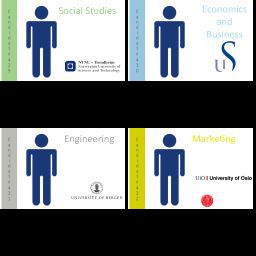 Social Studies
NTNU – Trondheim
Norwegian University of
Science and Technology
Economics
and
Business
US
Engineering
UNIVERSITY OF BERGEN
Marketing
UiO
University of Oslo